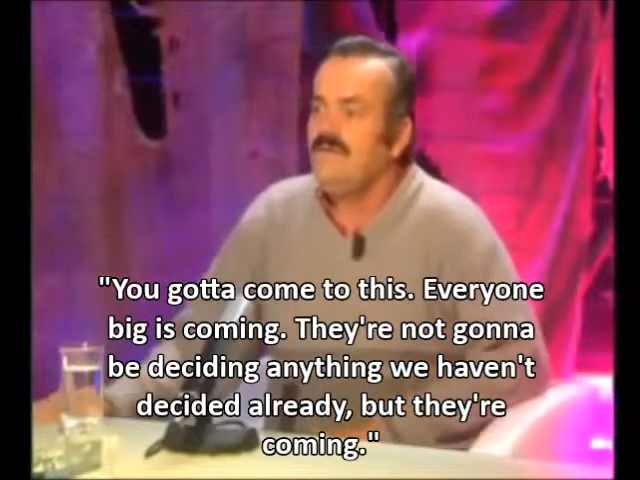 "You gotta come to this. Everyone
big is coming. They're not gonna
be deciding anything we haven't
decided already, but they're
coming."